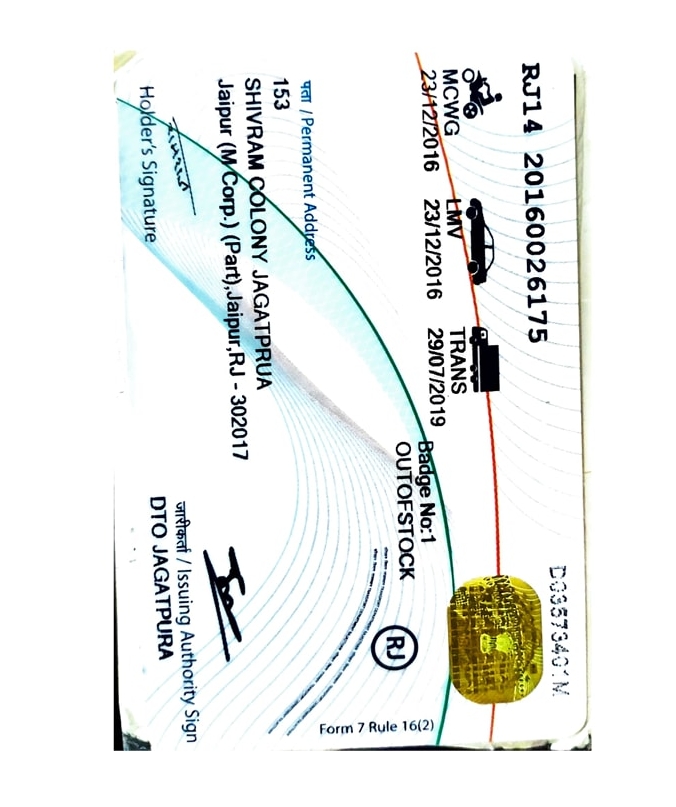 RJ14 20160026175
D03573401M
MCWG
23/12/2016
LMV
23/12/2016
TRANS
29/07/2019
Badge No:1
OUTOFSTOCK
पता / Permanent Address
153
SHIVRAM COLONY JAGATPRUA
Jaipur (M Corp.) (Part),Jaipur,RJ - 302017
RJ
Form 7 Rule 16(2)
Holder's Signature
जारीकर्ता / Issuing Authority Sign
DTO JAGATPURA